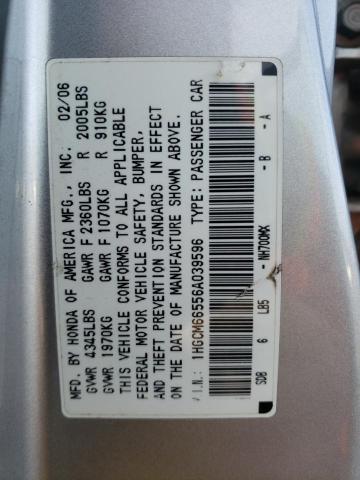 MFD. BY HONDA OF AMERICA MFG., INC. 02/06
GVWR 4345LBS GAWR F 2360LBS R 2005LBS
GVWR 1970KG GAWR F 1070KG R 910KG
THIS VEHICLE CONFORMS TO ALL APPLICABLE
FEDERAL MOTOR VEHICLE SAFETY, BUMPER,
AND THEFT PREVENTION STANDARDS IN EFFECT
ON THE DATE OF MANUFACTURE SHOWN ABOVE.
V.I.N.: 1HGCM66556A039596 TYPE: PASSENGER CAR
SDB 6 LB5 - NH700MX - B - A